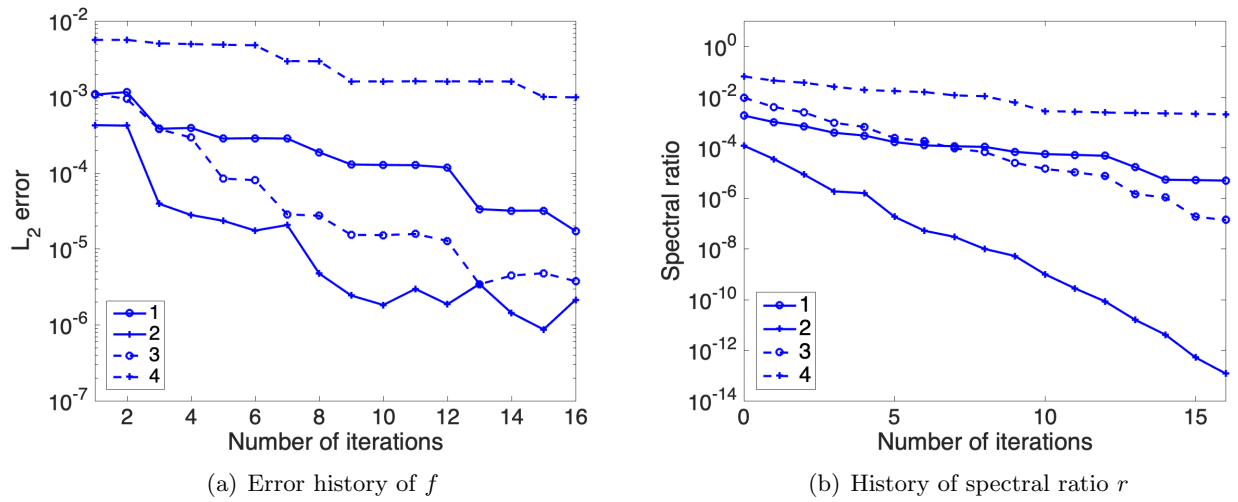 10-2
10-3
10-4
10-5
10-6
10-7
L2 error
1
2
3
4
2 4 6 8 10 12 14 16
Number of iterations
(a) Error history of f
100
10-2
10-4
10-6
10-8
10-10
10-12
10-14
Spectral ratio
1
2
3
4
0 5 10 15
Number of iterations
(b) History of spectral ratio r